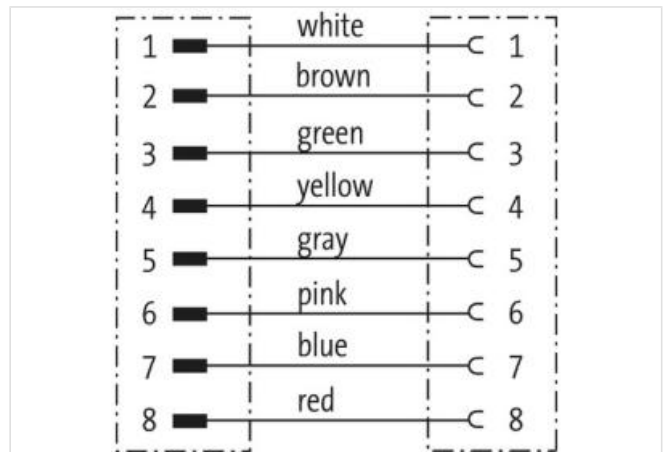 white
1 1
brown
2 2
green
3 3
yellow
4 4
gray
5 5
pink
6 6
blue
7 7
red
8 8